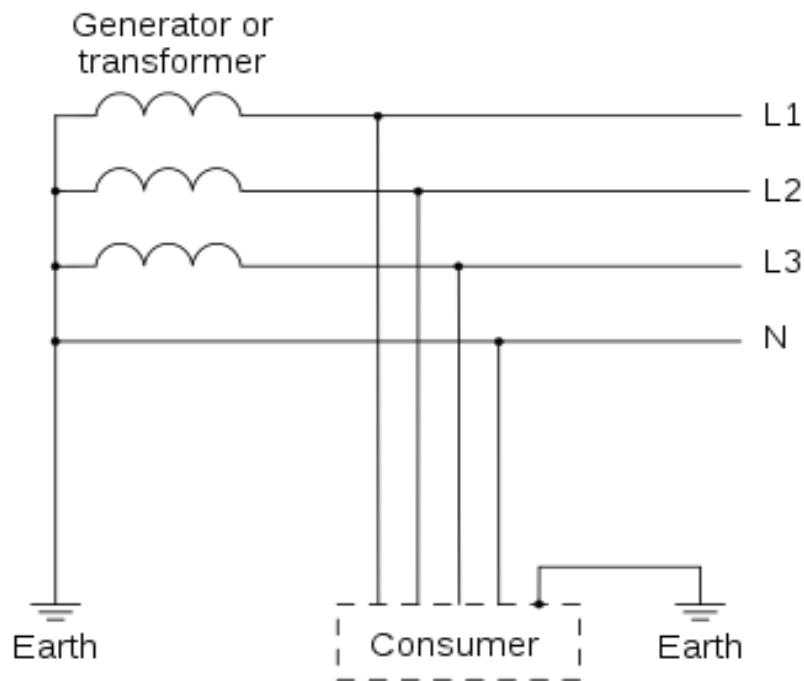 Generator or
transformer
L1
L2
L3
N
Earth
Consumer
Earth